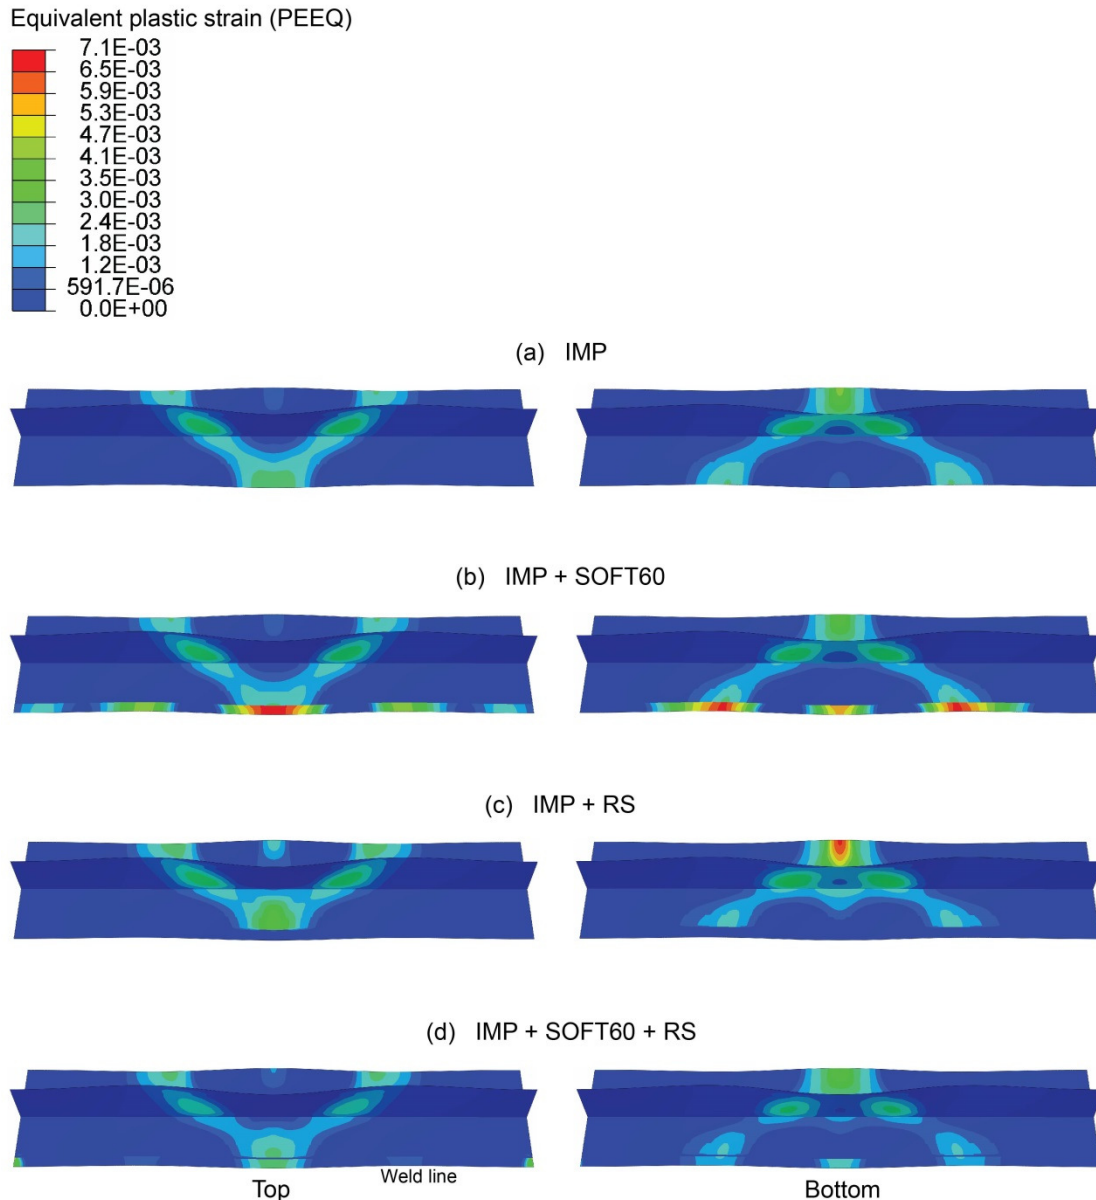 Equivalent plastic strain (PEEQ)
7.1E-03
6.5E-03
5.9E-03
5.3E-03
4.7E-03
4.1E-03
3.5E-03
3.0E-03
2.4E-03
1.8E-03
1.2E-03
591.7E-06
0.0E+00
(a) IMP
(b) IMP + SOFT60
(c) IMP + RS
(d) IMP + SOFT60 + RS
Weld line
Top
Bottom